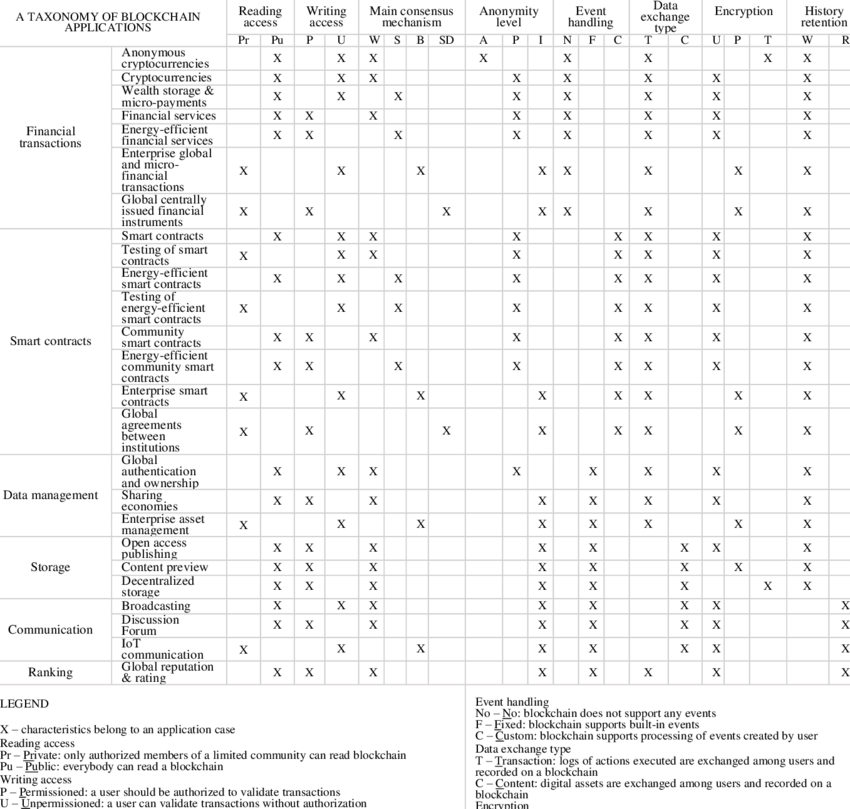 A TAXONOMY OF BLOCKCHAIN
APPLICATIONS
Reading
access
Writing
access
Main consensus
mechanism
Anonymity
level
Event
handling
Data
exchange
type
Encryption
History
retention
Pr Pu P U W S B SD A P I N F C T C U P T W R
Financial
transactions
Anonymous
cryptocurrencies
X X X X X X X X
Cryptocurrencies
X X X X X X X X
Wealth storage &
micro-payments
X X X X X X X X
Financial services
X X X X X X X X
Energy-efficient
financial services
X X X X X X X X
Enterprise global
and micro-
financial
transactions
X X X X X X X X
Global centrally
issued financial
instruments
X X X X X X X X
Smart contracts
Smart contracts
X X X X X X X X
Testing of smart
contracts
X X X X X X X X
Energy-efficient
smart contracts
X X X X X X X X
Testing of
energy-efficient
smart contracts
X X X X X X X X
Community
smart contracts
X X X X X X X X
Energy-efficient
community smart
contracts
X X X X X X X X
Enterprise smart
contracts
X X X X X X X X
Global
agreements
between
institutions
X X X X X X X X
Data management
Global
authentication
and ownership
X X X X X X X X
Sharing
economies
X X X X X X X X
Enterprise asset
management
X X X X X X X X
Storage
Open access
publishing
X X X X X X X X
Content preview
X X X X X X X X
Decentralized
storage
X X X X X X X X
Communication
Broadcasting
X X X X X X X X
Discussion
Forum
X X X X X X X X
IoT
communication
X X X X X X X X
Ranking
Global reputation
& rating
X X X X X X X X
LEGEND
X – characteristics belong to an application case
Reading access
Pr – Private: only authorized members of a limited community can read blockchain
Pu – Public: everybody can read a blockchain
Writing access
P – Permissioned: a user should be authorized to validate transactions
U – Unpermissioned: a user can validate transactions without authorization
Event handling
No – No: blockchain does not support any events
F – Fixed: blockchain supports built-in events
C – Custom: blockchain supports processing of events created by user
Data exchange type
T – Transaction: logs of actions executed are exchanged among users and
recorded on a blockchain
C – Content: digital assets are exchanged among users and recorded on a
blockchain
Encryption